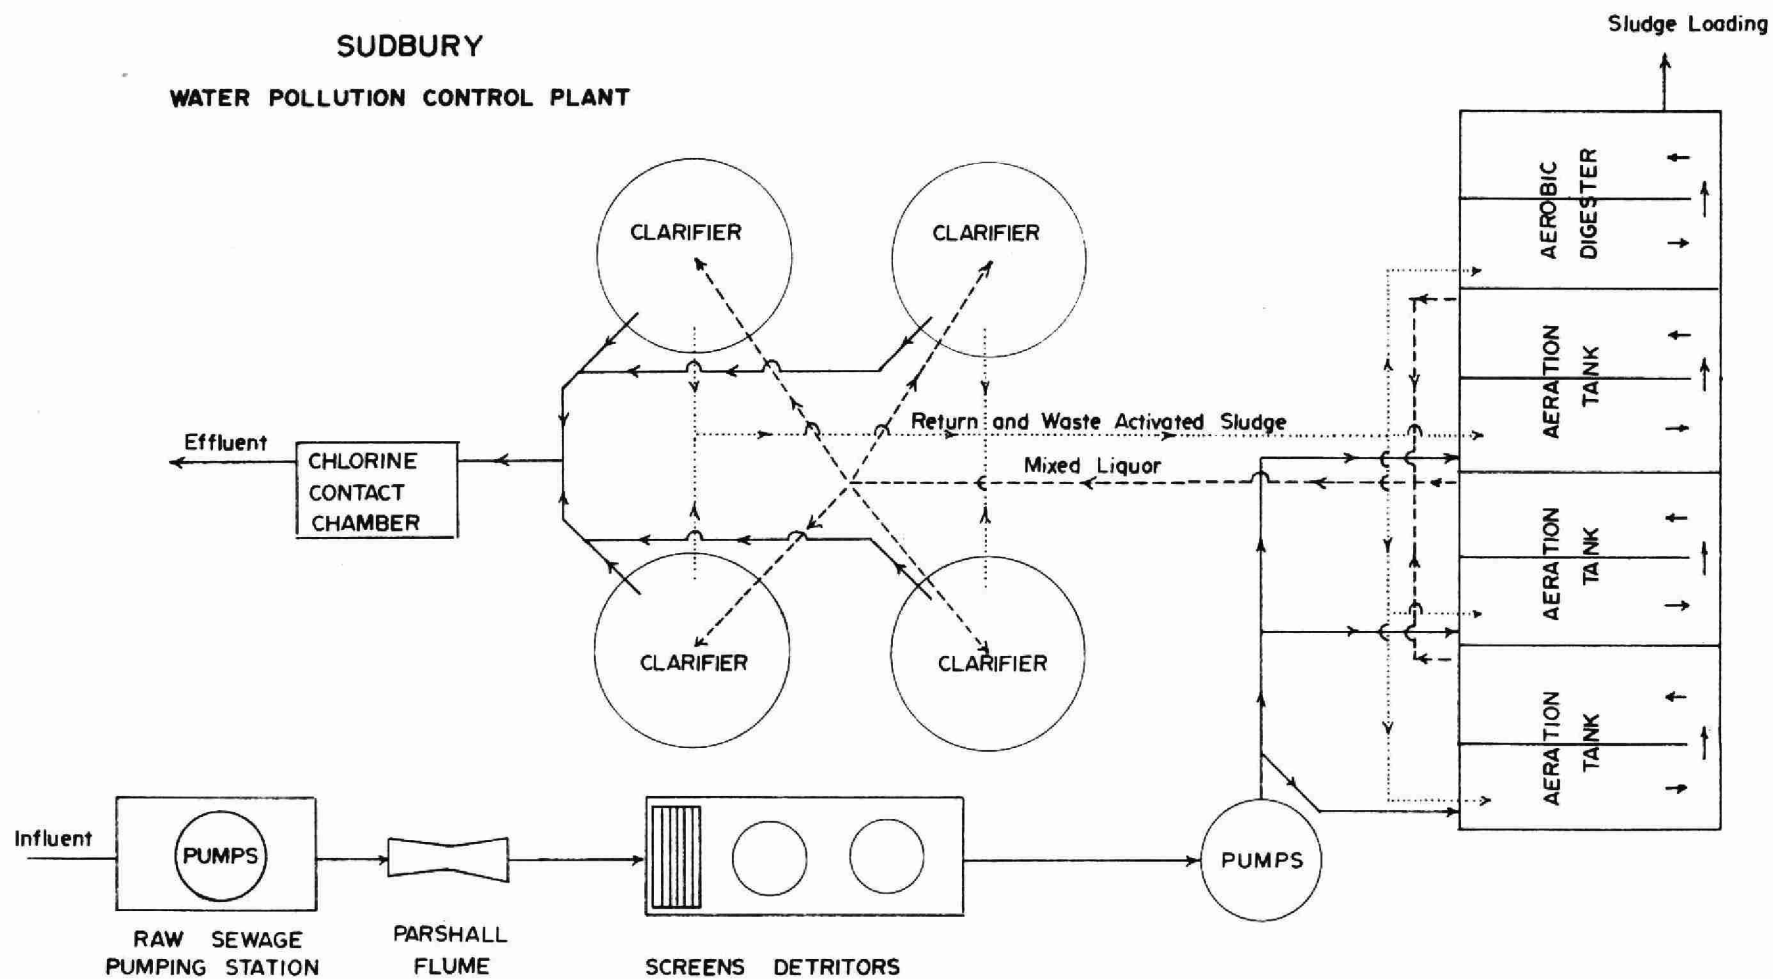 Sludge Loading
SUDBURY
WATER POLLUTION CONTROL PLANT
AEROBIC
DIGESTER
CLARIFIER
CLARIFIER
AERATION
TANK
Return and Waste Activated Sludge
Effluent
CHLORINE
CONTACT
CHAMBER
Mixed Liquor
AERATION
TANK
CLARIFIER
CLARIFIER
AERATION
TANK
Influent
PUMPS
PUMPS
RAW SEWAGE
PUMPING STATION
PARSHALL
FLUME
SCREENS DETRITORS